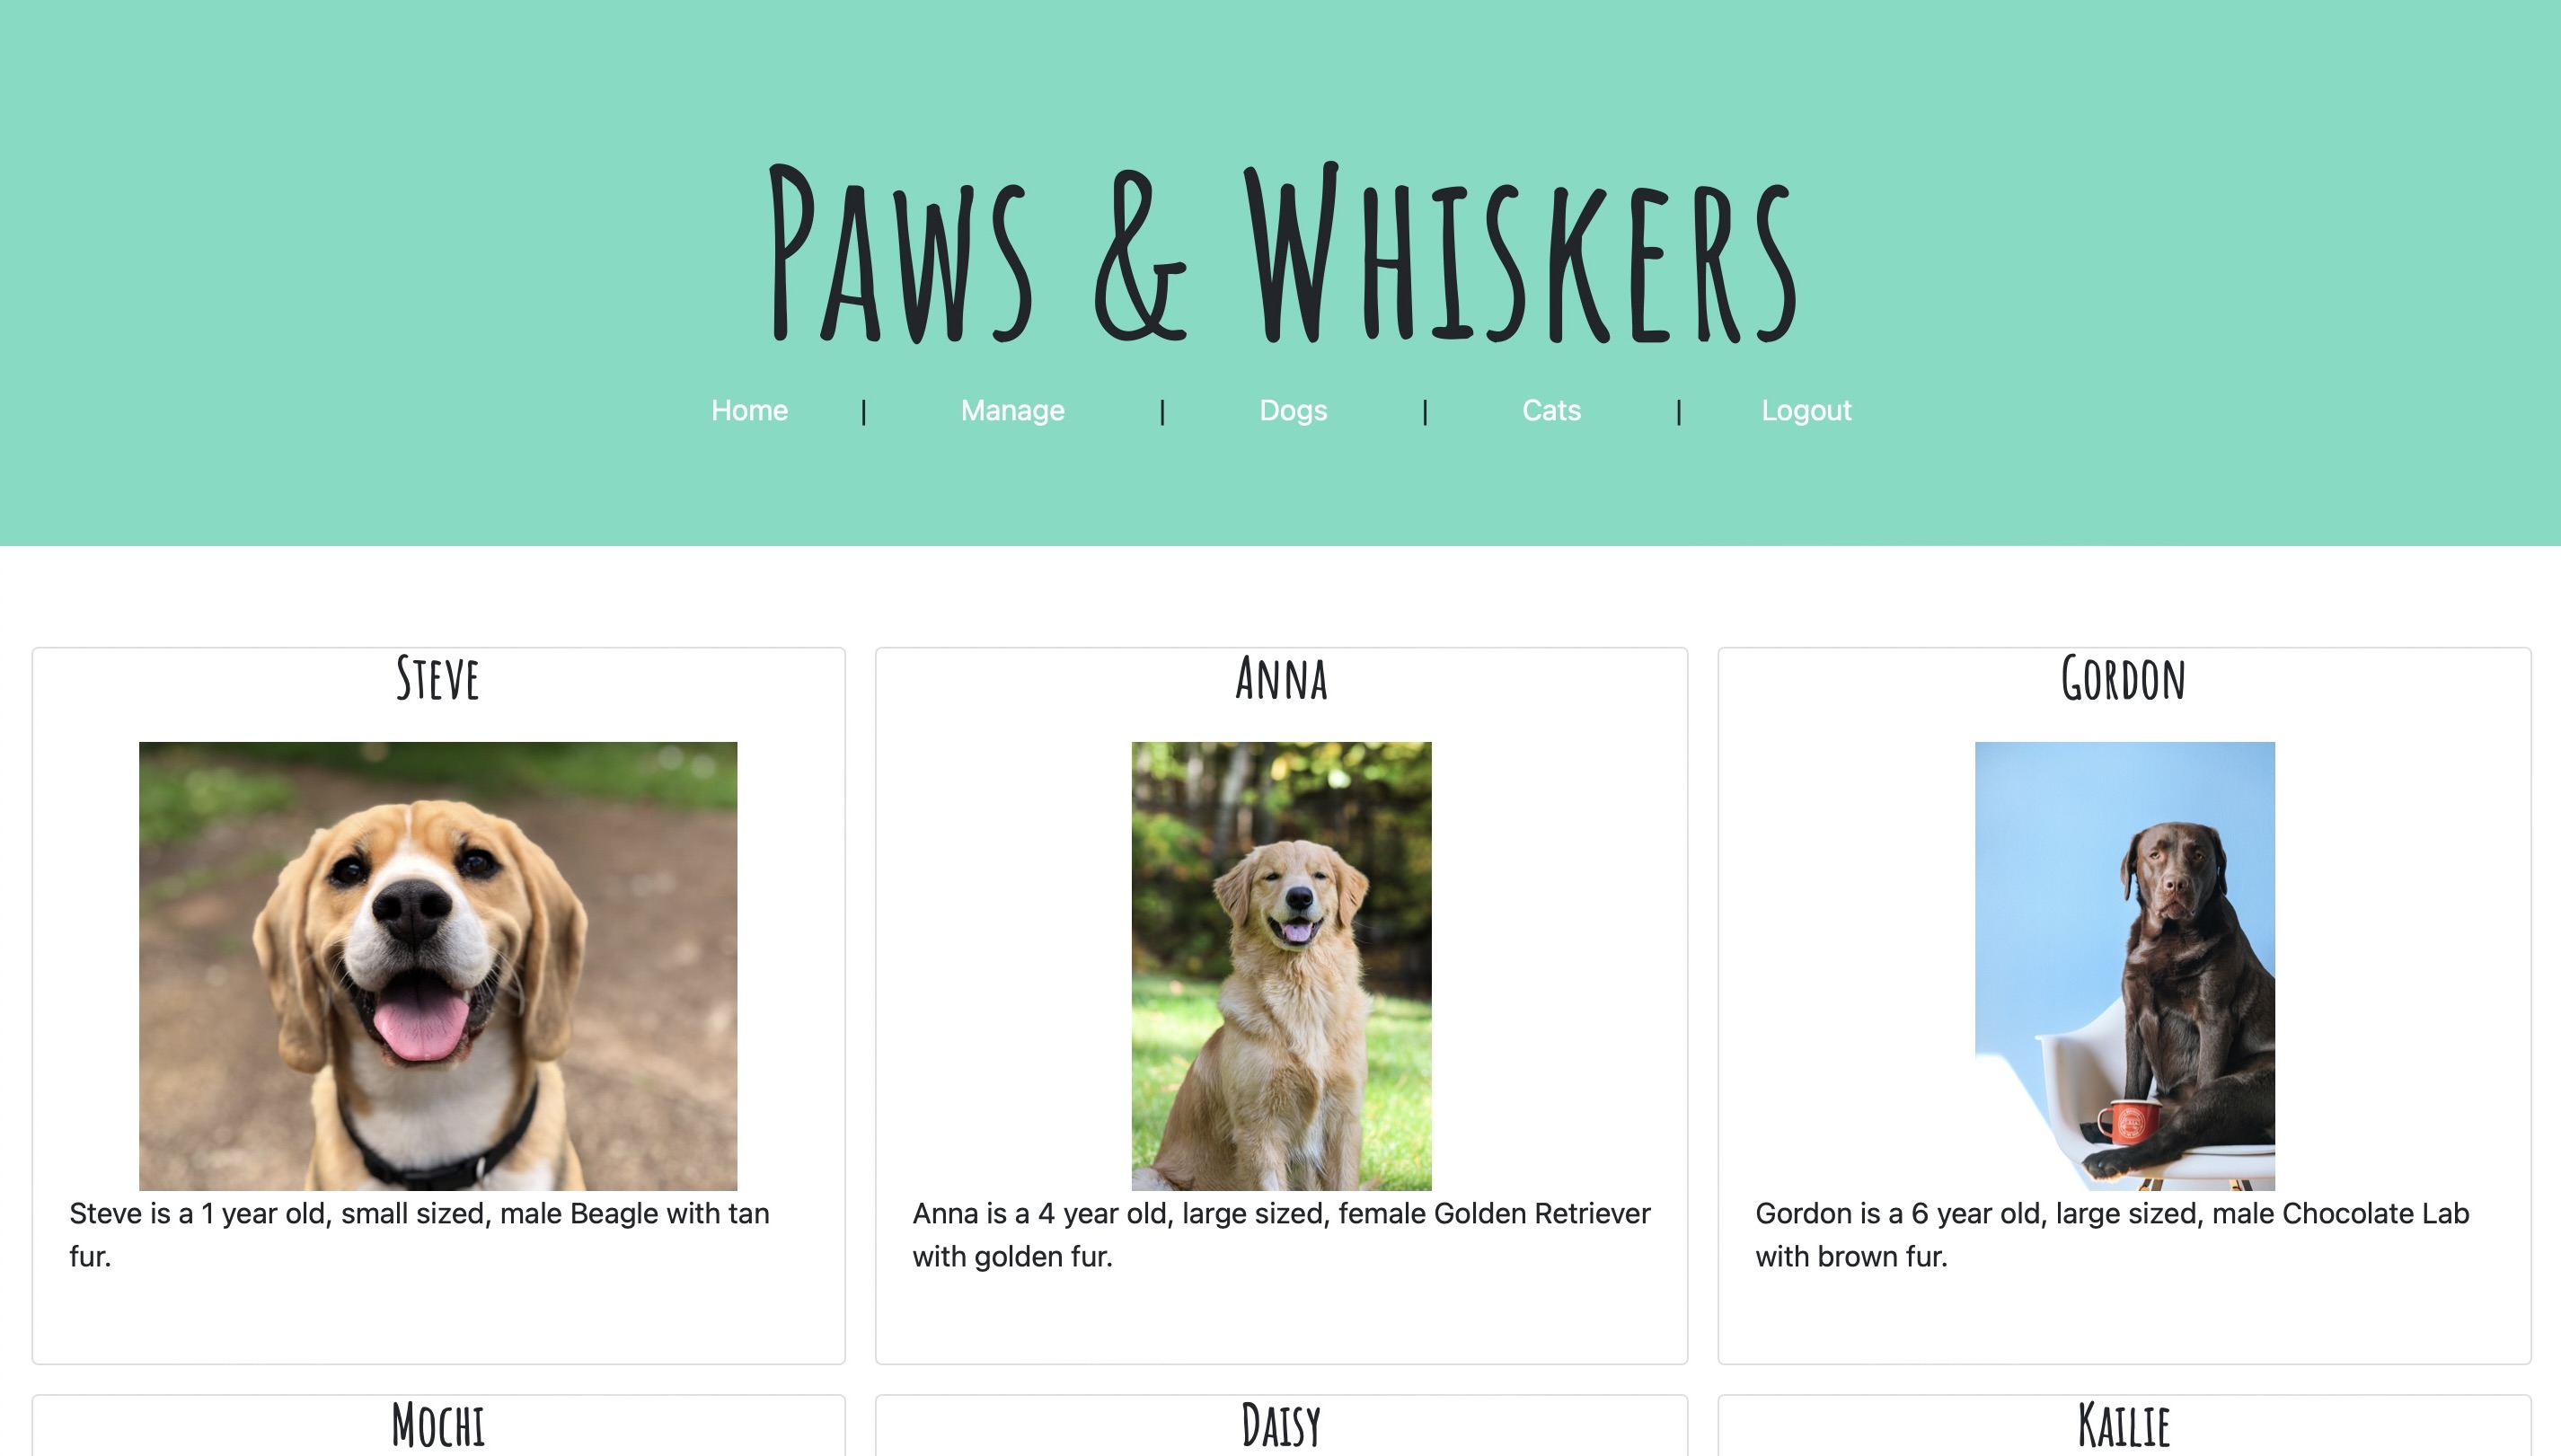 Paws & Whiskers
Home | Manage | Dogs | Cats | Logout
Steve
Steve is a 1 year old, small sized, male Beagle with tan
fur.
Anna
Anna is a 4 year old, large sized, female Golden Retriever
with golden fur.
Gordon
Gordon is a 6 year old, large sized, male Chocolate Lab
with brown fur.
Mochi
Daisy
Kailie